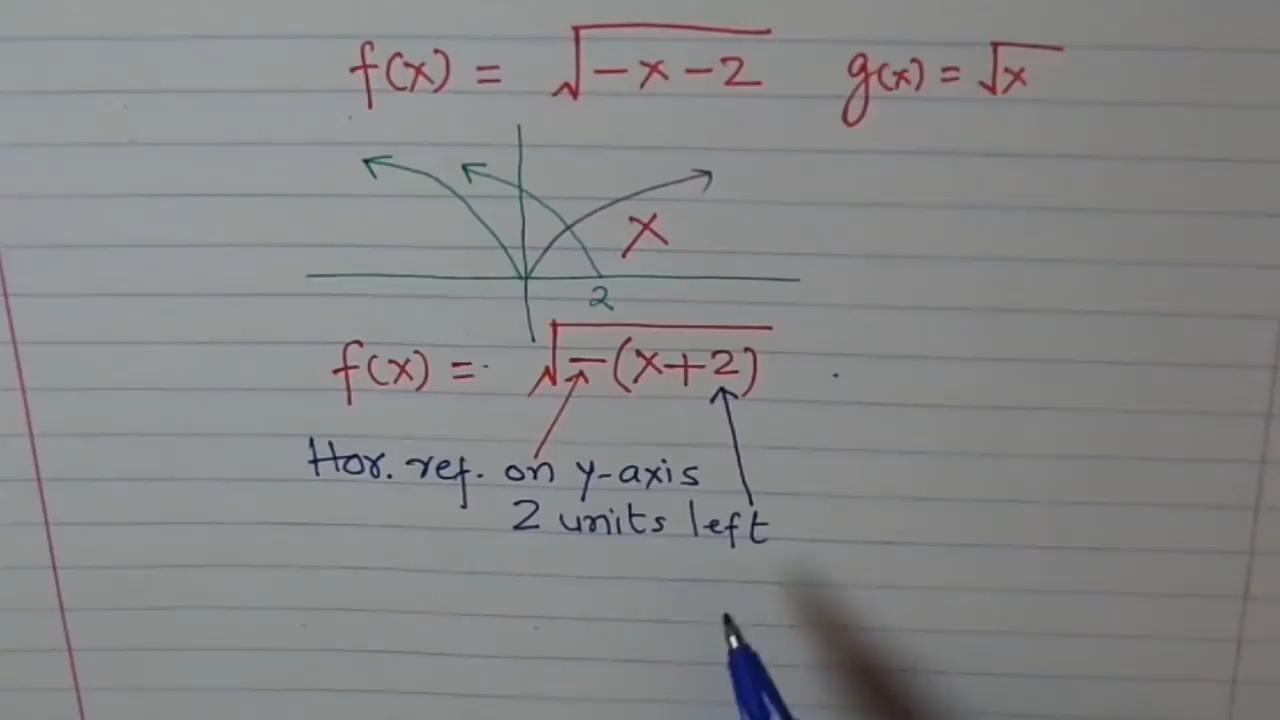 f(x) = √(-x-2) g(x) = √x
X
2
f(x) = √(-(x+2))
Hor. ref. on y-axis
2 units left